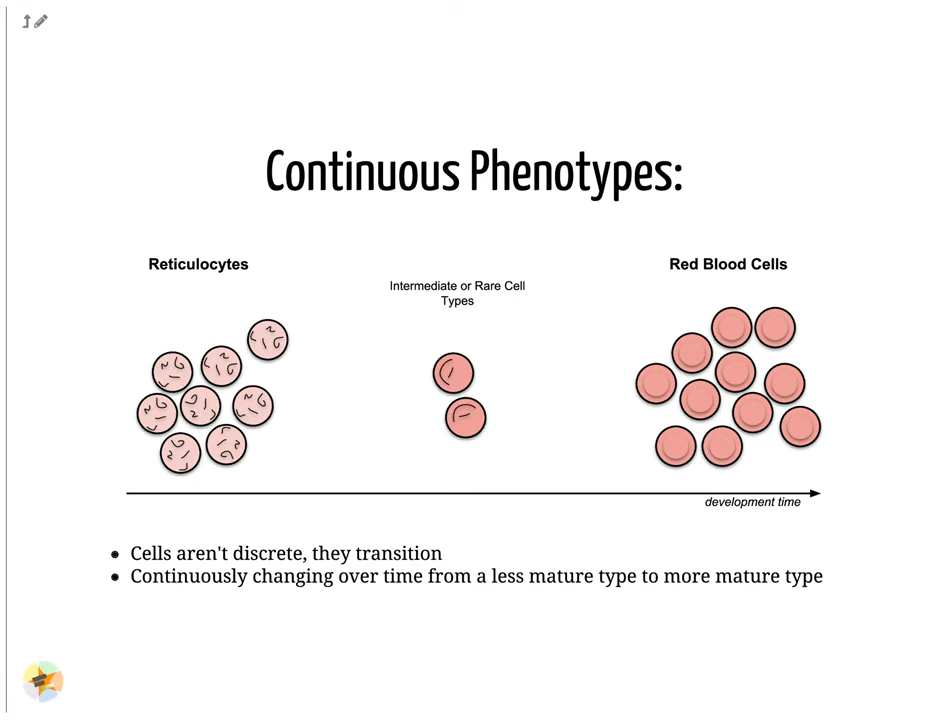 Continuous Phenotypes:
Reticulocytes
Red Blood Cells
Intermediate or Rare Cell
Types
development time
Cells aren't discrete, they transition
Continuously changing over time from a less mature type to more mature type